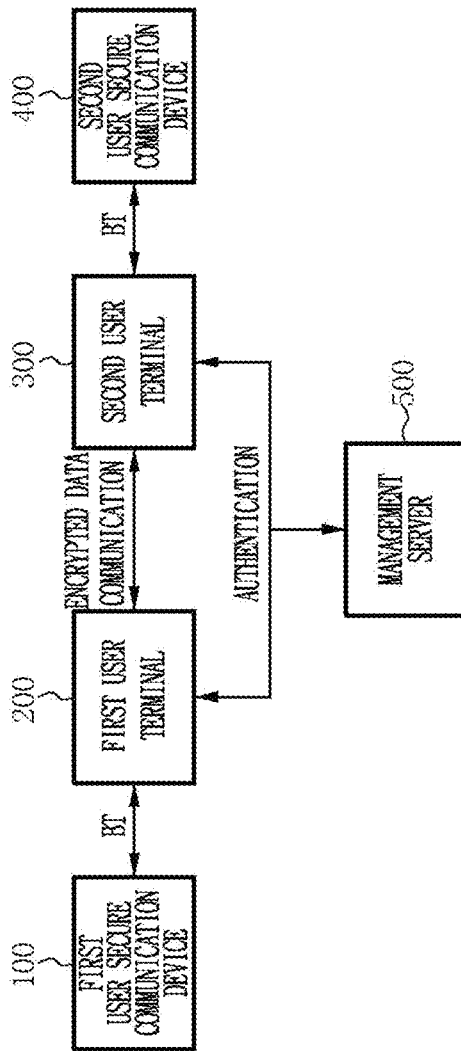 100
FIRST
USER SECURE
COMMUNICATION
DEVICE
BT
200
FIRST USER
TERMINAL
ENCRYPTED DATA
COMMUNICATION
300
SECOND USER
TERMINAL
BT
400
SECOND
USER SECURE
COMMUNICATION
DEVICE
AUTHENTICATION
500
MANAGEMENT
SERVER